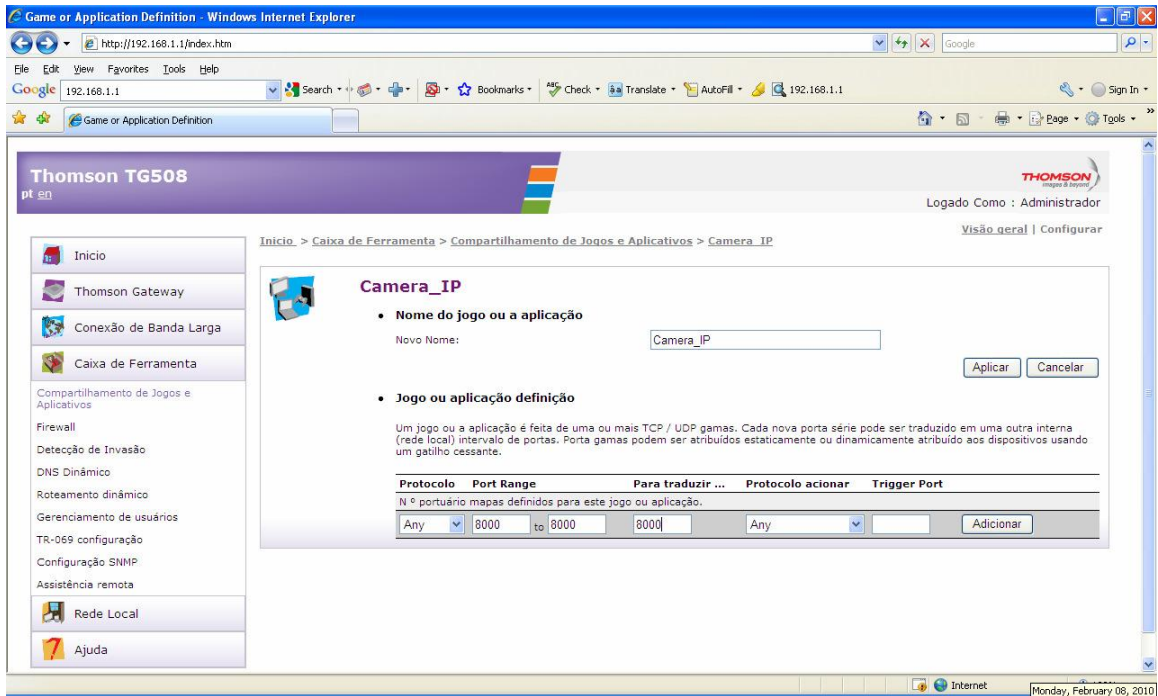 Game or Application Definition - Windows Internet Explorer
http://192.168.1.1/index.htm
Google
File Edit View Favorites Tools Help
Google 192.168.1.1 Search Bookmarks Check Translate AutoFill 192.168.1.1 Sign In
Game or Application Definition
Page Tools
Thomson TG508
pt en
THOMSON
images & beyond
Logado Como : Administrador
Visão geral | Configurar
Inicio > Caixa de Ferramenta > Compartilhamento de Jogos e Aplicativos > Camera_IP
Inicio
Thomson Gateway
Conexão de Banda Larga
Caixa de Ferramenta
Compartilhamento de Jogos e
Aplicativos
Firewall
Detecção de Invasão
DNS Dinâmico
Roteamento dinâmico
Gerenciamento de usuários
TR-069 configuração
Configuração SNMP
Assistência remota
Rede Local
Ajuda
Camera_IP
• Nome do jogo ou a aplicação
Novo Nome: Camera_IP
Aplicar Cancelar
• Jogo ou aplicação definição
Um jogo ou a aplicação é feita de uma ou mais TCP / UDP gamas. Cada nova porta série pode ser traduzido em uma outra interna
(rede local) intervalo de portas. Porta gamas podem ser atribuídos estaticamente ou dinamicamente atribuído aos dispositivos usando
um gatilho cessante.
Protocolo Port Range Para traduzir ... Protocolo acionar Trigger Port
N º portuário mapas definidos para este jogo ou aplicação.
Any 8000 to 8000 8000 Any Adicionar
Internet
Monday, February 08, 2010